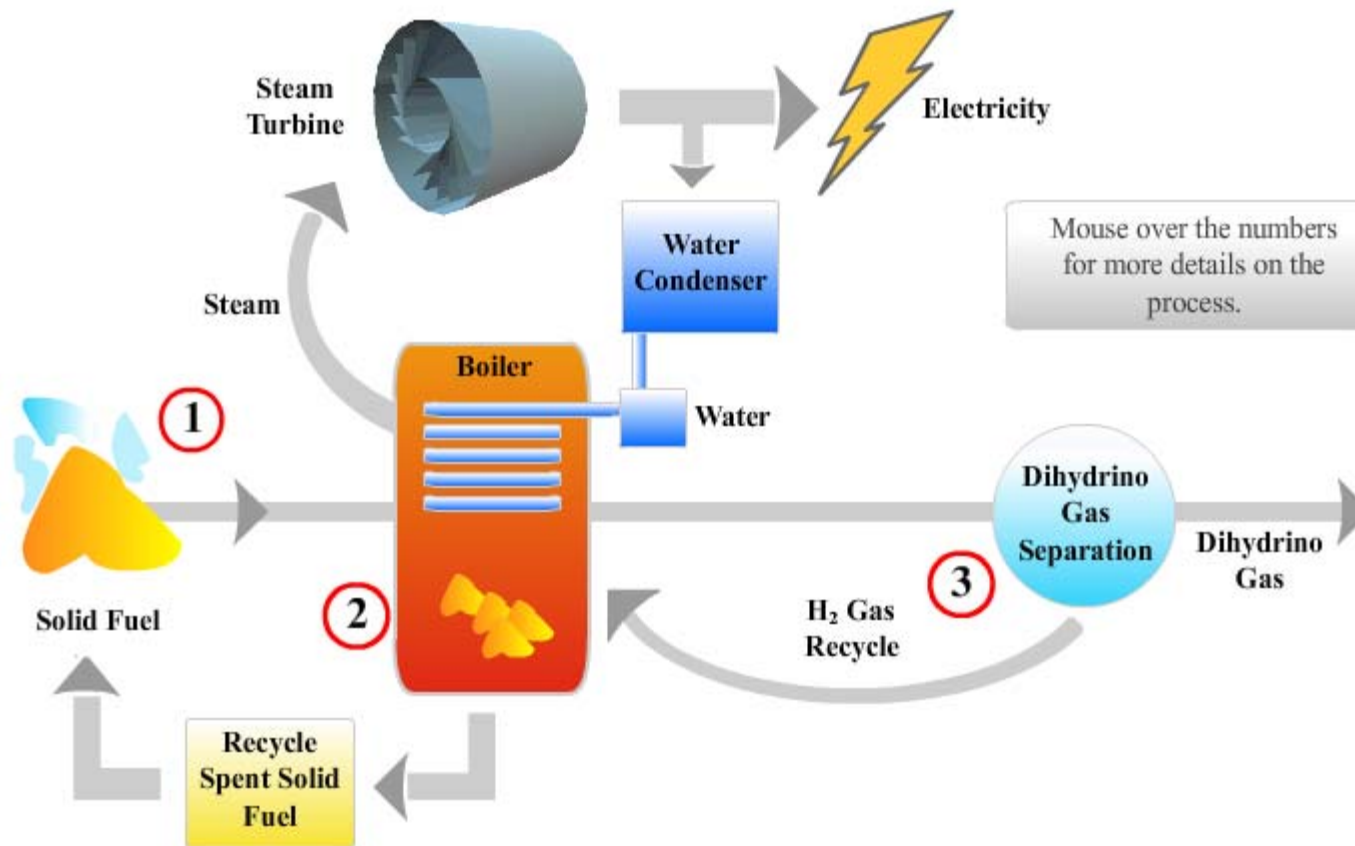 Steam
Turbine
Electricity
Mouse over the numbers
for more details on the
process.
Water
Condenser
Steam
Boiler
1
Water
Dihydrino
Gas
Separation
Dihydrino
Gas
3
2
Solid Fuel
H₂ Gas
Recycle
Recycle
Spent Solid
Fuel